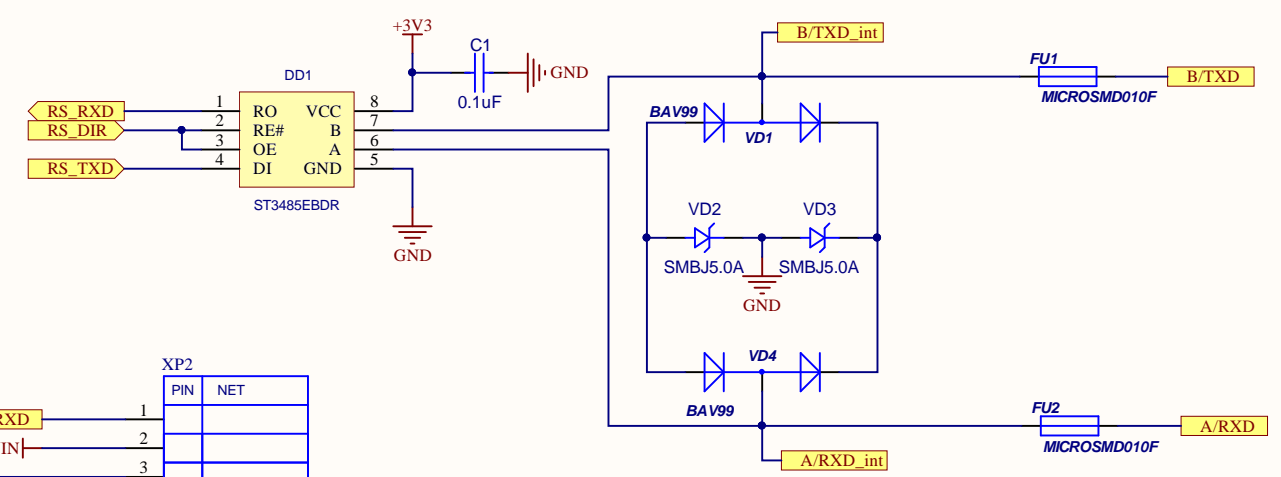 +3V3
B/TXD_int
C1
GND
0.1uF
FU1
B/TXD
MICROSMD010F
DD1
RS_RXD 1 RO VCC 8
RS_DIR 2 RE# B 7
3 OE A 6
RS_TXD 4 DI GND 5
ST3485EBDR
GND
BAV99
VD1
VD2 VD3
SMBJ5.0A SMBJ5.0A
GND
VD4
BAV99
FU2
A/RXD
MICROSMD010F
A/RXD_int
XP2
PIN NET
RXD 1
IN 2
3